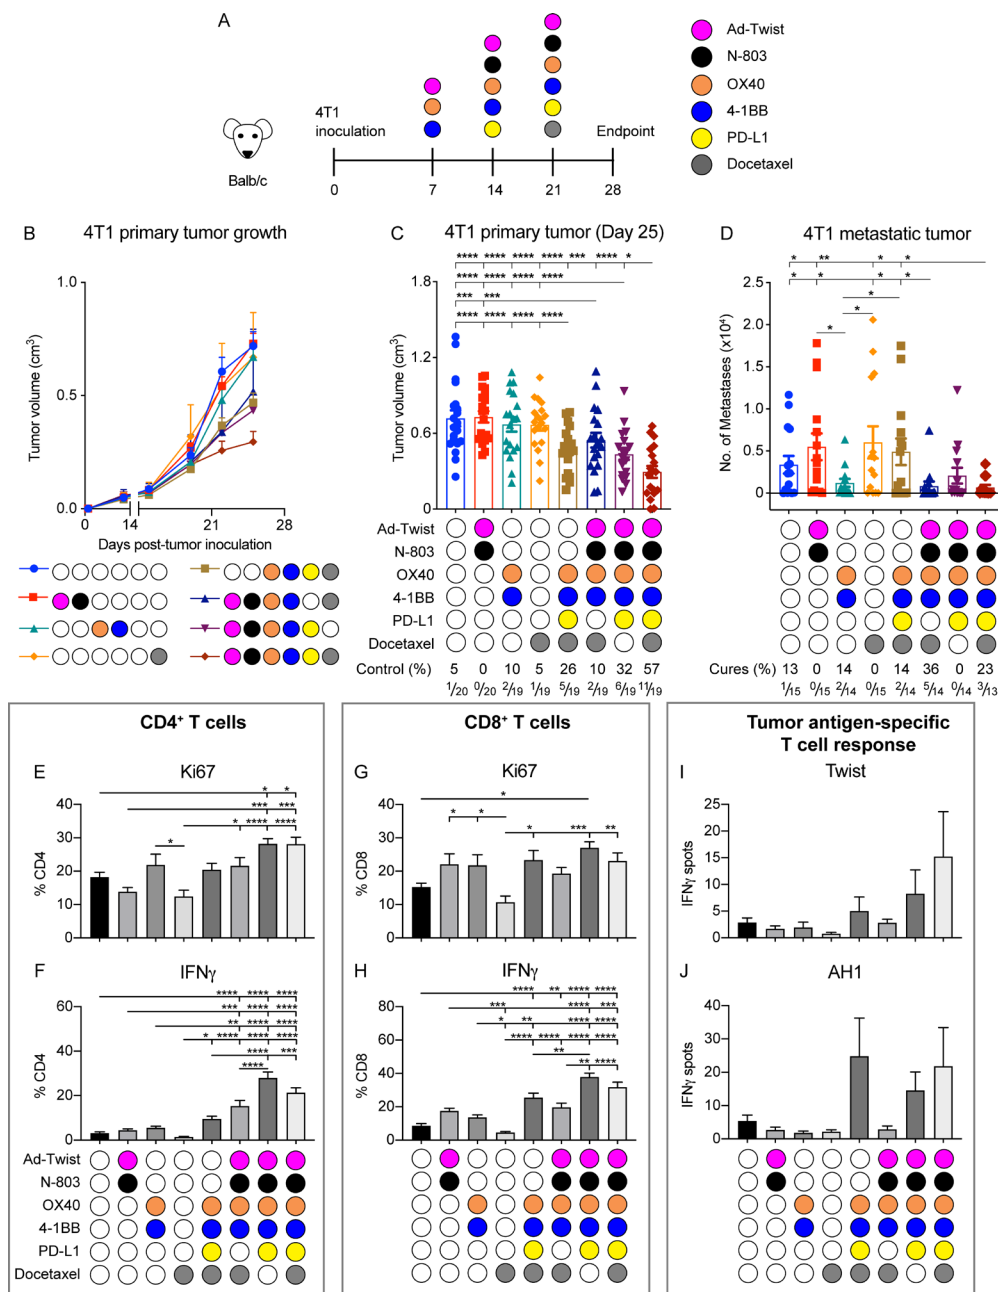 A
4T1
inoculation
Endpoint
Balb/c
0 7 14 21 28
Ad-Twist
N-803
OX40
4-1BB
PD-L1
Docetaxel
B
4T1 primary tumor growth
Tumor volume (cm³)
1.0
0.5
0.0
0 14 21 28
Days post-tumor inoculation
C
4T1 primary tumor (Day 25)
**** **** **** **** *** **** *
**** **** **** ****
*** ***
**** **** **** ****
Tumor volume (cm³)
1.8
1.2
0.6
0.0
Ad-Twist
N-803
OX40
4-1BB
PD-L1
Docetaxel
Control (%) 5 0 10 5 26 10 32 57
1/20 0/20 2/19 1/19 5/19 2/19 6/19 11/19
D
4T1 metastatic tumor
* ** * *
* * * *
*
*
*
No. of Metastases (x10⁴)
2.5
2.0
1.5
1.0
0.5
0
Cures (%) 13 0 14 0 14 36 0 23
1/15 0/15 2/14 0/15 2/14 5/14 0/14 3/13
CD4⁺ T cells
E
Ki67
* *
*** ***
* **** ****
*
% CD4
40
30
20
10
0
F
IFNγ
**** **** ****
*** **** ****
** **** ****
* **** **** ****
**** ***
****
% CD4
60
40
20
0
Ad-Twist
N-803
OX40
4-1BB
PD-L1
Docetaxel
CD8⁺ T cells
G
Ki67
*
* *
* *** **
% CD8
40
30
20
10
0
H
IFNγ
**** ** **** ****
*** **** ***
* ** **** ****
**** **** **** ****
**
** ****
% CD8
80
60
40
20
0
Tumor antigen-specific
T cell response
I
Twist
IFNγ spots
25
20
15
10
5
0
J
AH1
IFNγ spots
40
30
20
10
0